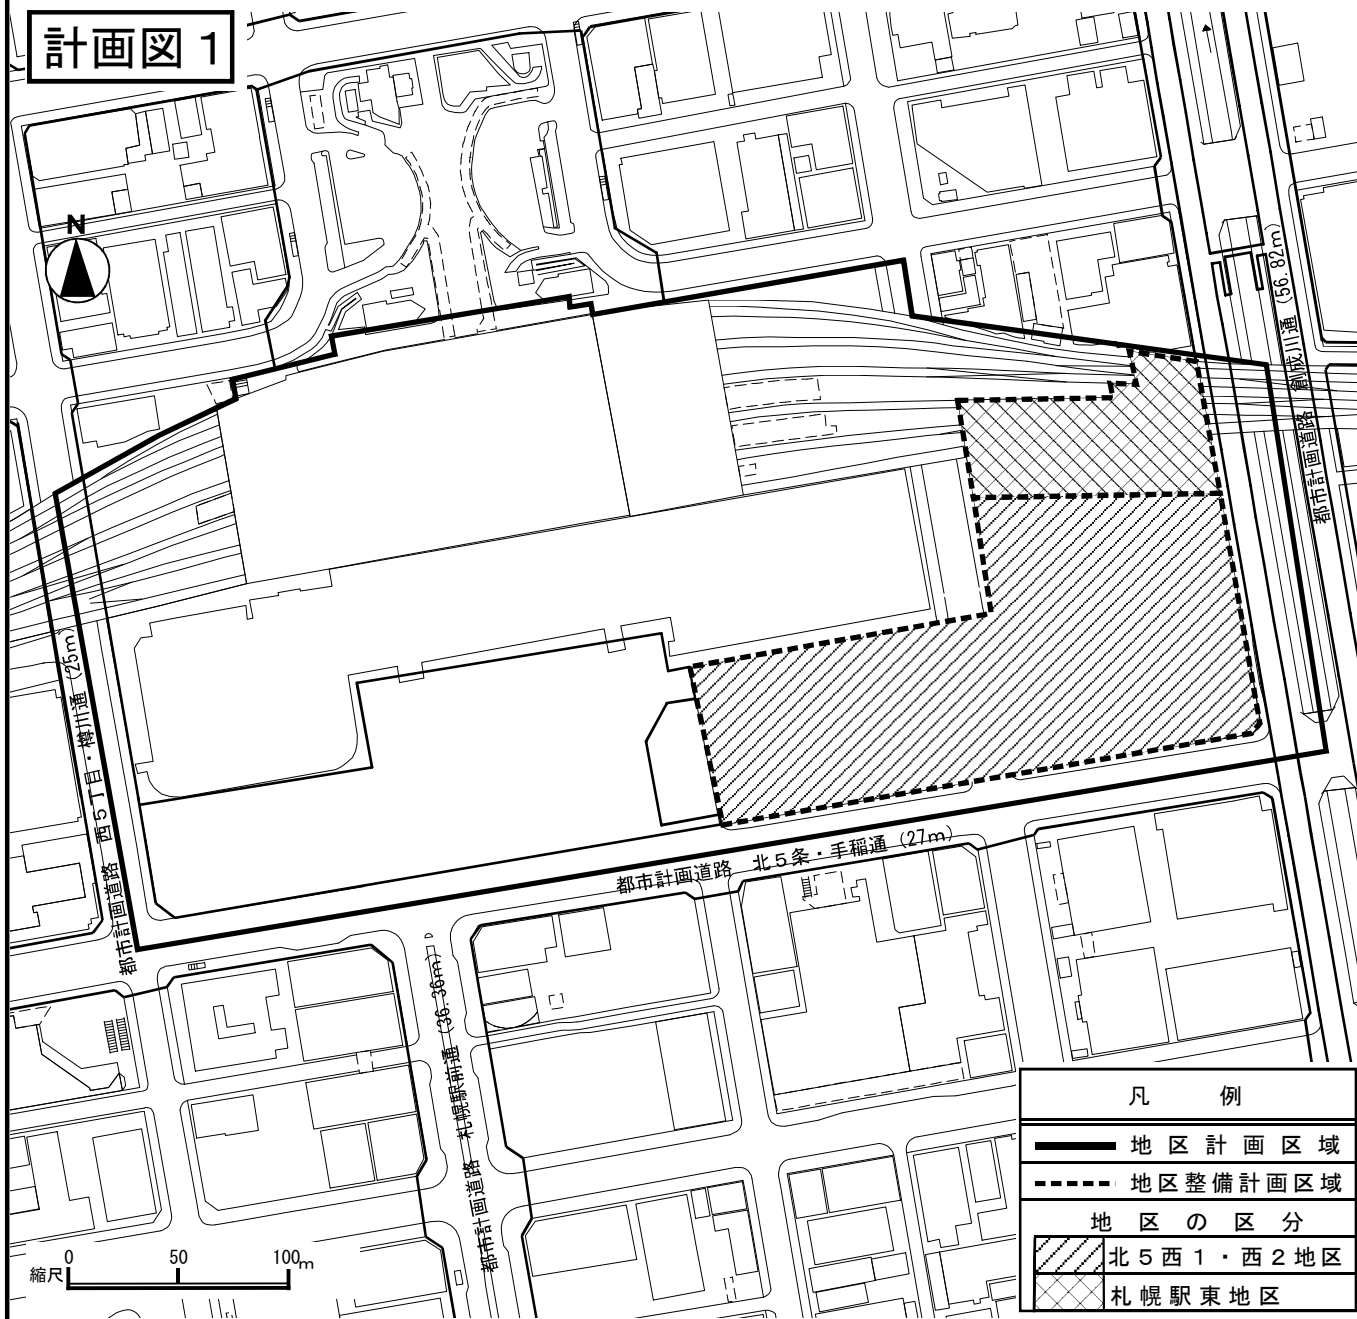 計画図１
N
都市計画道路 創成川通（56.82m）
都市計画道路 西５丁目・樽川通（25m）
都市計画道路 北５条・手稲通（27m）
都市計画道路 札幌駅前通（36.36m）
縮尺 0 50 100m
凡 例
地区計画区域
地区整備計画区域
地区の区分
北５西１・西２地区
札幌駅東地区